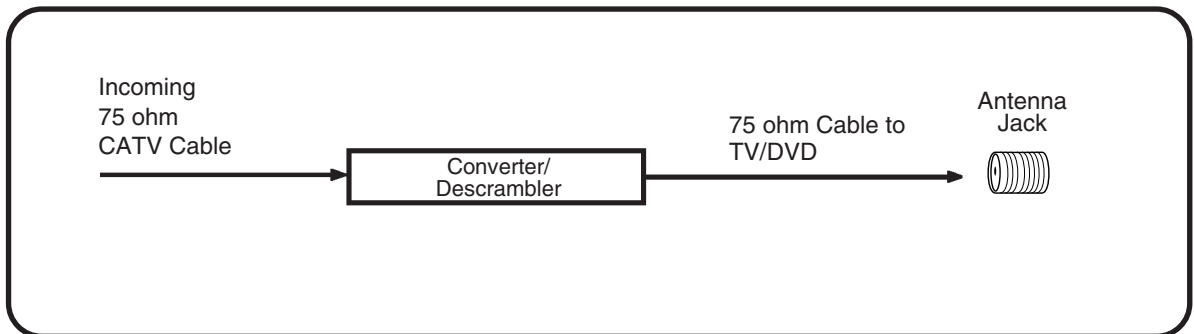 Incoming
75 ohm
CATV Cable
Converter/
Descrambler
75 ohm Cable to
TV/DVD
Antenna
Jack